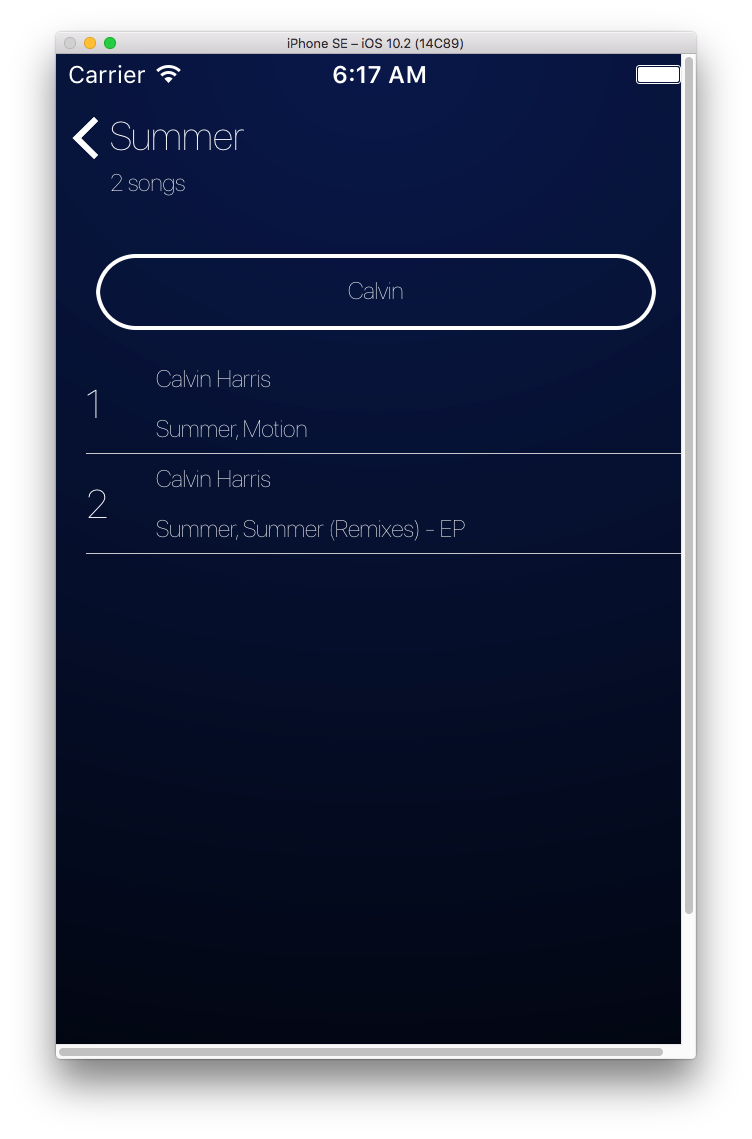 iPhone SE – iOS 10.2 (14C89)
Carrier 6:17 AM
Summer
2 songs
Calvin
1
Calvin Harris
Summer, Motion
2
Calvin Harris
Summer, Summer (Remixes) – EP